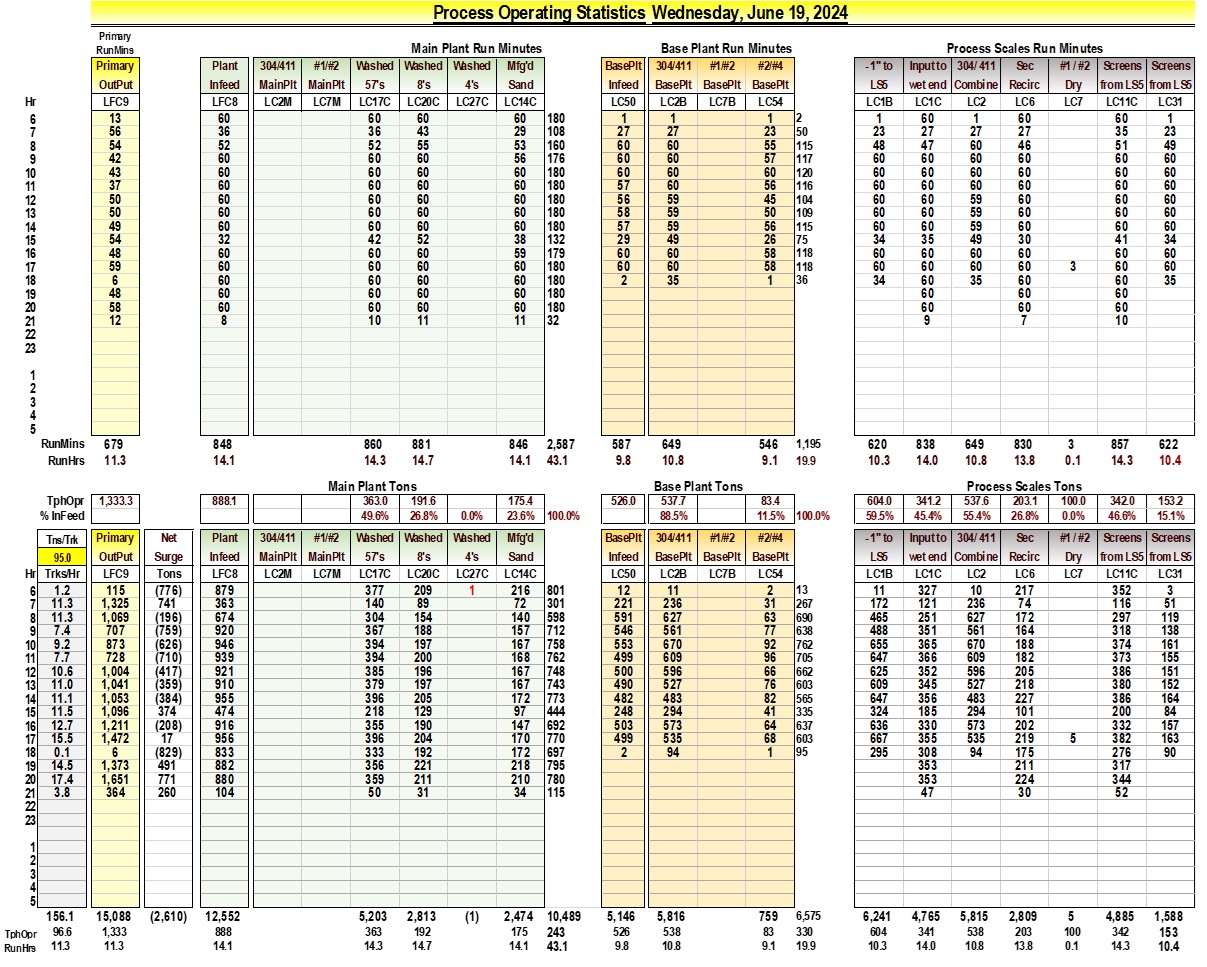 Process Operating Statistics Wednesday, June 19, 2024
Primary
RunMins Main Plant Run Minutes Base Plant Run Minutes Process Scales Run Minutes
Primary Plant 304/411 #1/#2 Washed Washed Washed Mfg'd BasePlt 304/411 #1/#2 #2/#4 -1" to Input to 304/411 Sec #1/#2 Screens Screens
OutPut Infeed MainPlt MainPlt 57's 8's 4's Sand Infeed BasePlt BasePlt BasePlt LS5 wet end Combine Recirc Dry from LS5 from LS5
Hr LFC9 LFC8 LC2M LC7M LC17C LC20C LC27C LC14C LC50 LC2B LC7B LC54 LC1B LC1C LC2 LC6 LC7 LC11C LC31
6 13 60 60 60 60 180 1 1 1 2 1 60 1 60 60 1
7 56 36 36 43 29 108 27 27 23 50 23 27 27 27 35 23
8 54 52 52 55 53 160 60 60 55 115 48 47 60 46 51 49
9 42 60 60 60 56 176 60 60 57 117 60 60 60 60 60 60
10 43 60 60 60 60 180 60 60 60 120 60 60 60 60 60 60
11 37 60 60 60 60 180 57 60 56 116 60 60 60 60 60 60
12 50 60 60 60 60 180 56 59 45 104 60 60 59 60 60 60
13 50 60 60 60 60 180 58 59 50 109 60 60 59 60 60 60
14 49 60 60 60 60 180 57 59 56 115 60 60 59 60 60 60
15 54 32 42 52 38 132 29 49 26 75 34 35 49 30 41 34
16 48 60 60 60 59 179 60 60 58 118 60 60 60 60 60 60
17 59 60 60 60 60 180 60 60 58 118 60 60 60 60 3 60 60
18 6 60 60 60 60 180 2 35 1 36 34 60 35 60 60 35
19 48 60 60 60 60 180 60 60 60
20 58 60 60 60 60 180 60 60 60
21 12 8 10 11 11 32 9 7 10
22
23
1
2
3
4
5
RunMins 679 848 860 881 846 2,587 587 649 546 1,195 620 838 649 830 3 857 622
RunHrs 11.3 14.1 14.3 14.7 14.1 43.1 9.8 10.8 9.1 19.9 10.3 14.0 10.8 13.8 0.1 14.3 10.4
Main Plant Tons Base Plant Tons Process Scales Tons
TphOpr 1,333.3 888.1 363.0 191.6 175.4 526.0 537.7 83.4 604.0 341.2 537.6 203.1 100.0 342.0 153.2
% InFeed 49.6% 26.8% 0.0% 23.6% 100.0% 88.5% 11.5% 100.0% 59.5% 45.4% 55.4% 26.8% 0.0% 46.6% 15.1%
Tns/Trk Primary Net Plant 304/411 #1/#2 Washed Washed Washed Mfg'd BasePlt 304/411 #1/#2 #2/#4 -1" to Input to 304/411 Sec #1/#2 Screens Screens
95.0 OutPut Surge Infeed MainPlt MainPlt 57's 8's 4's Sand Infeed BasePlt BasePlt BasePlt LS5 wet end Combine Recirc Dry from LS5 from LS5
Hr Trks/Hr LFC9 Tons LFC8 LC2M LC7M LC17C LC20C LC27C LC14C LC50 LC2B LC7B LC54 LC1B LC1C LC2 LC6 LC7 LC11C LC31
6 1.2 115 (776) 879 377 209 1 216 801 12 11 2 13 11 327 10 217 352 3
7 11.3 1,325 741 363 140 89 72 301 221 236 31 267 172 121 236 74 116 51
8 11.3 1,069 (196) 674 304 154 140 598 591 627 63 690 465 251 627 172 297 119
9 7.4 707 (759) 920 367 188 157 712 546 561 77 638 488 351 561 164 318 138
10 9.2 873 (626) 946 394 197 167 758 553 670 92 762 655 365 670 188 374 161
11 7.7 728 (710) 939 394 200 168 762 499 609 96 705 647 366 609 182 373 155
12 10.6 1,004 (417) 921 385 196 167 748 500 596 66 662 625 352 596 205 386 151
13 11.0 1,041 (359) 910 379 197 167 743 490 527 76 603 609 345 527 218 380 152
14 11.1 1,053 (384) 955 396 205 172 773 482 483 82 565 647 356 483 227 386 164
15 11.5 1,096 374 474 218 129 97 444 248 294 41 335 324 185 294 101 200 84
16 12.7 1,211 (208) 916 355 190 147 692 503 573 64 637 636 330 573 202 332 157
17 15.5 1,472 17 956 396 204 170 770 499 535 68 603 667 355 535 219 5 382 163
18 0.1 6 (829) 833 333 192 172 697 2 94 1 95 295 308 94 175 276 90
19 14.5 1,373 491 882 356 221 218 795 353 211 317
20 17.4 1,651 771 880 359 211 210 780 353 224 344
21 3.8 364 260 104 50 31 34 115 47 30 52
22
23
1
2
3
4
5
156.1 15,088 (2,610) 12,552 5,203 2,813 (1) 2,474 10,489 5,146 5,816 759 6,575 6,241 4,765 5,815 2,809 5 4,885 1,588
TphOpr 96.6 1,333 888 363 192 175 243 526 538 83 330 604 341 538 203 100 342 153
RunHrs 11.3 11.3 14.1 14.3 14.7 14.1 43.1 9.8 10.8 9.1 19.9 10.3 14.0 10.8 13.8 0.1 14.3 10.4